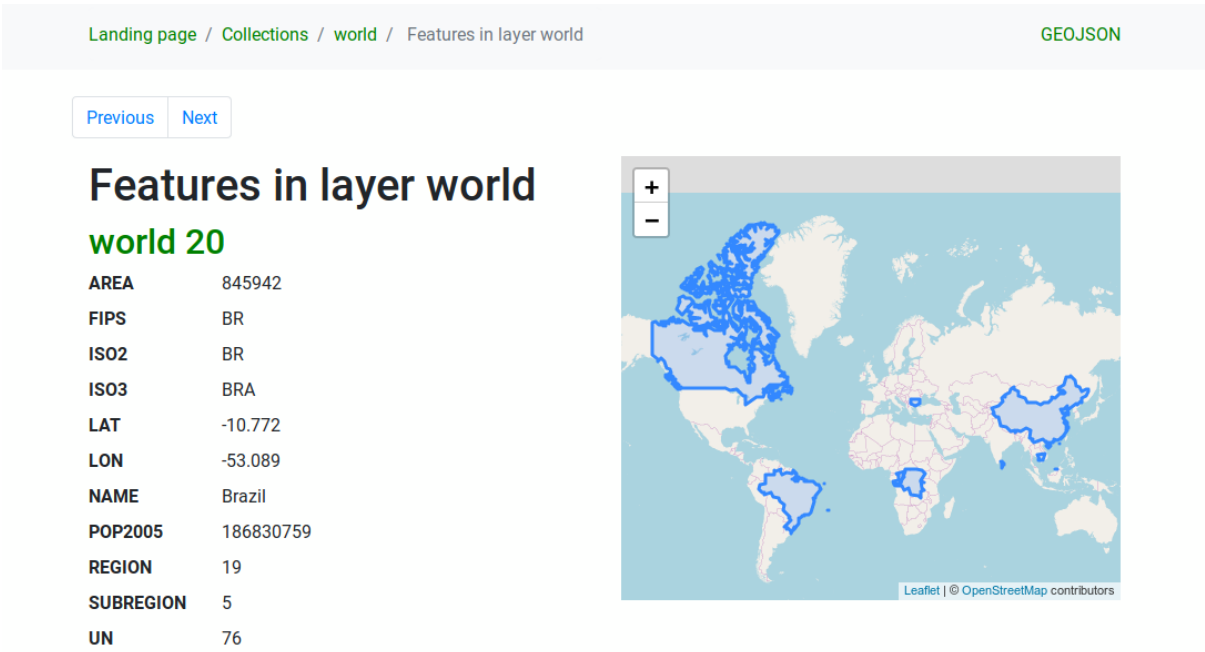 Landing page / Collections / world / Features in layer world GEOJSON
Previous Next
Features in layer world
world 20
AREA 845942
FIPS BR
ISO2 BR
ISO3 BRA
LAT -10.772
LON -53.089
NAME Brazil
POP2005 186830759
REGION 19
SUBREGION 5
UN 76
+
−
Leaflet | © OpenStreetMap contributors